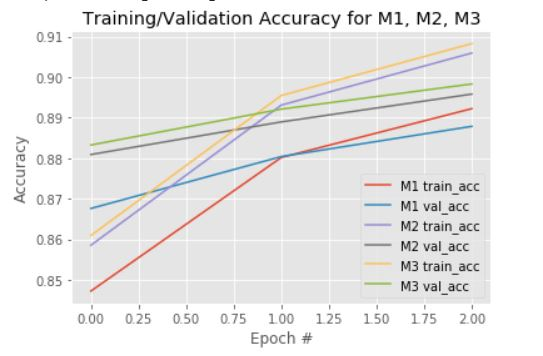 Training/Validation Accuracy for M1, M2, M3
0.91
0.90
0.89
0.88
0.87
0.86
0.85
Accuracy
M1 train_acc
M1 val_acc
M2 train_acc
M2 val_acc
M3 train_acc
M3 val_acc
0.00 0.25 0.50 0.75 1.00 1.25 1.50 1.75 2.00
Epoch #